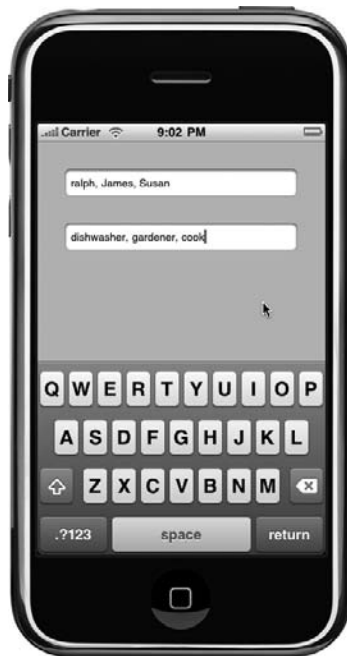 Carrier 9:02 PM
ralph, James, Susan
dishwasher, gardener, cook
Q W E R T Y U I O P
A S D F G H J K L
Z X C V B N M
.?123 space return